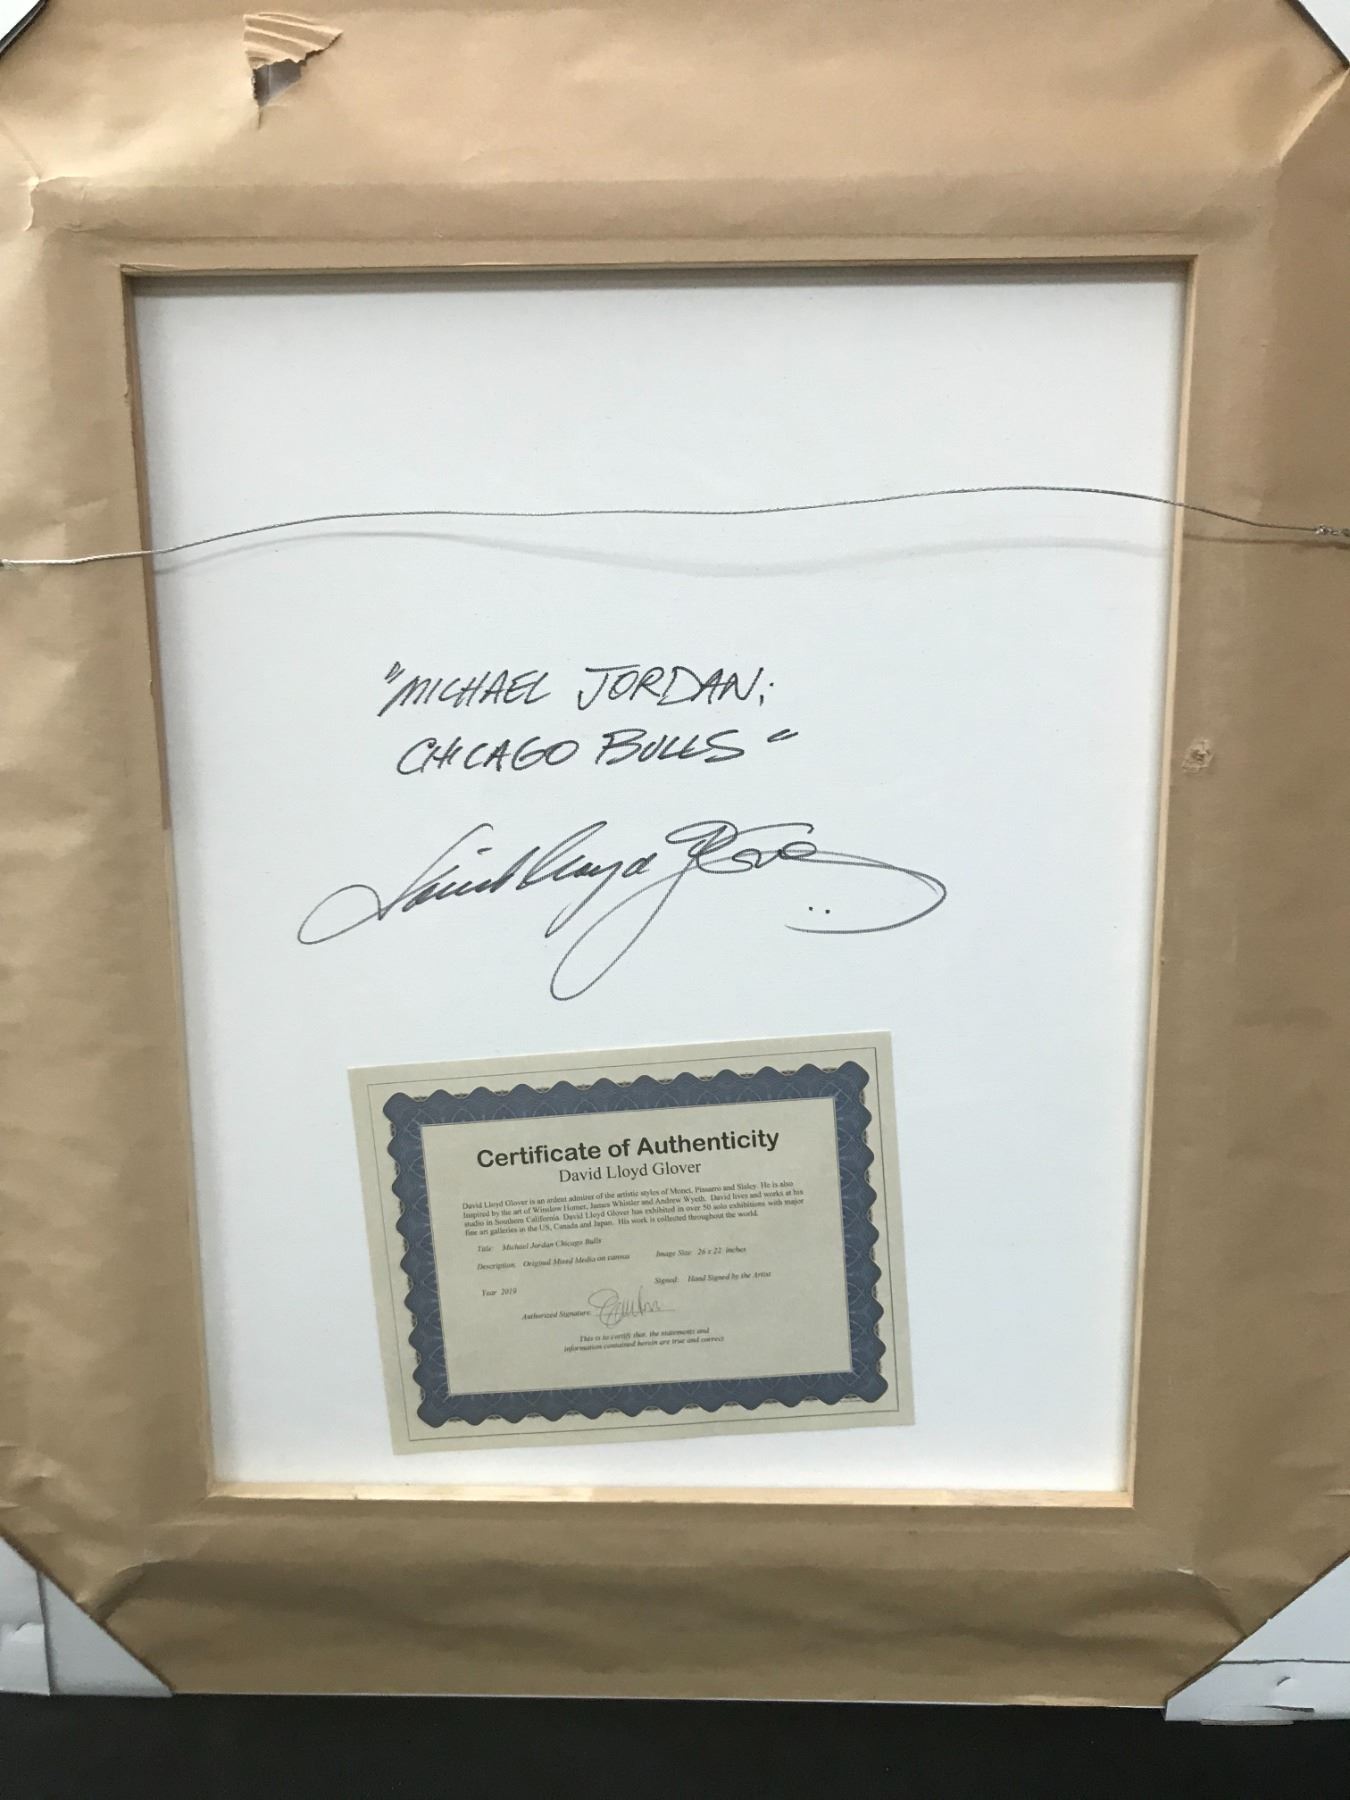 "MICHAEL JORDAN;
CHICAGO BULLS"
David Lloyd Glover
Certificate of Authenticity
David Lloyd Glover
David Lloyd Glover is an ardent admirer of the artistic styles of Monet, Pissarro and Sisley. He is also
inspired by the art of Winslow Homer, James Whistler and Andrew Wyeth. David lives and works at his
studio in Southern California. David Lloyd Glover has exhibited in over 50 solo exhibitions with major
fine art galleries in the US, Canada and Japan. His work is collected throughout the world.
Title: Michael Jordan Chicago Bulls
Description: Original Mixed Media on canvas Image Size: 26 x 22 inches
Year 2019 Signed: Hand Signed by the Artist
Authorized Signature:
This is to certify that, the statements and
information contained herein are true and correct